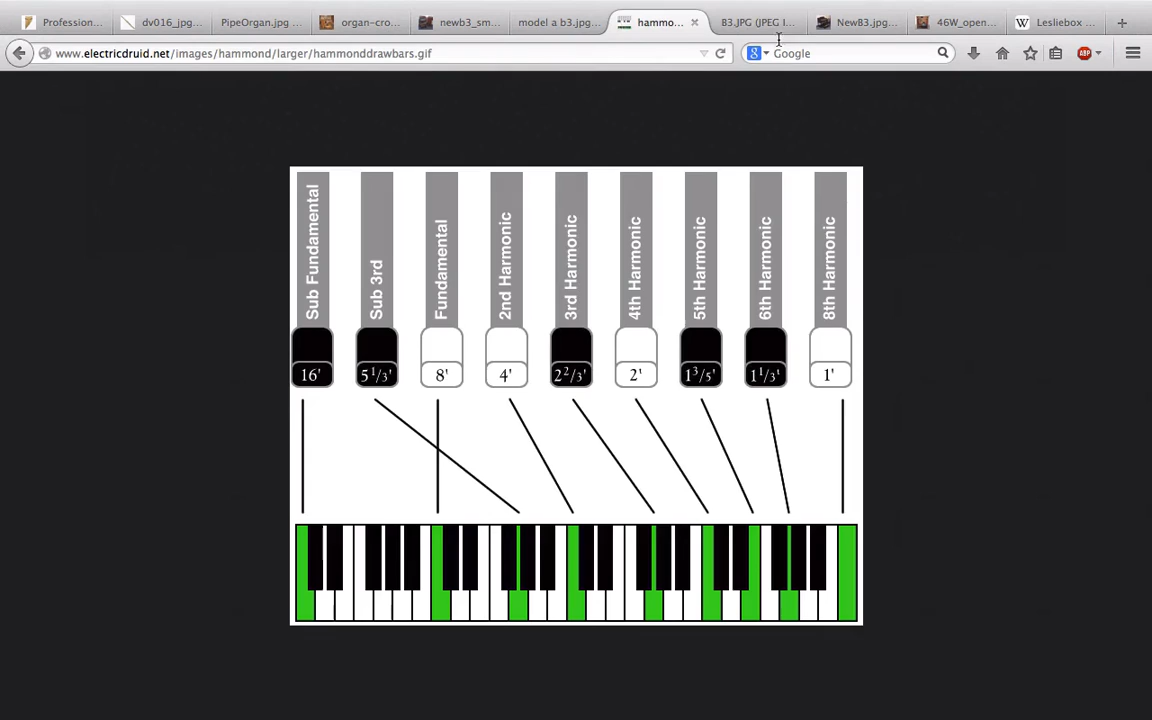 Profession...
dv016_jpg...
PipeOrgan.jpg ...
organ-cro...
newb3_sm...
model a b3.jpg...
hammo...
B3.JPG (JPEG I...
NewB3.jpg...
46W_open...
W Lesliebox ...
www.electricdruid.net/images/hammond/larger/hammonddrawbars.gif
8 Google
ABP
Sub Fundamental
Sub 3rd
Fundamental
2nd Harmonic
3rd Harmonic
4th Harmonic
5th Harmonic
6th Harmonic
8th Harmonic
16' 5 1/3' 8' 4' 2 2/3' 2' 1 3/5' 1 1/3' 1'